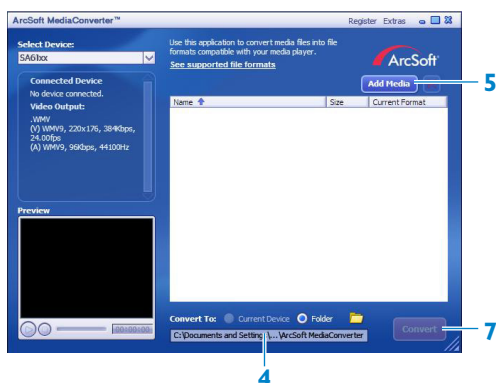 ArcSoft MediaConverter™
Register Extras
Select Device:
SA61xx
Connected Device
No device connected.
Video Output:
.WMV
(V) WMV9, 220x176, 384kbps,
24.00fps
(A) WMV9, 96kbps, 44100Hz
Preview
00:00:00
Use this application to convert media files into file
formats compatible with your media player.
See supported file formats
ArcSoft®
Add Media
5
Name Size Current Format
Convert To: Current Device Folder
C:\Documents and Settings\,...\ArcSoft MediaConverter
Convert
7
4